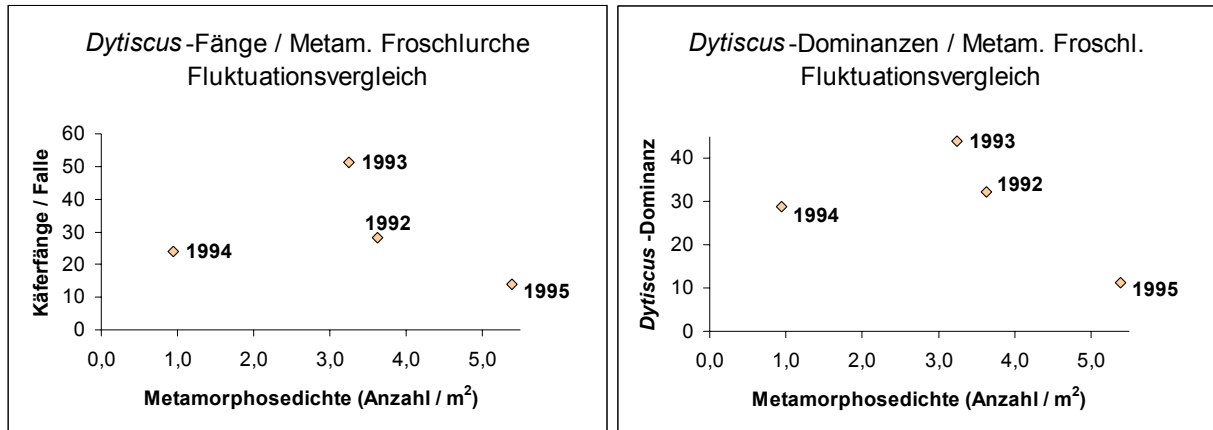 Dytiscus-Fänge / Metam. Froschlurche
Fluktuationsvergleich
Käferfänge / Falle
60
50
40
30
20
10
0
1993
1992
1994
1995
0,0 1,0 2,0 3,0 4,0 5,0
Metamorphosedichte (Anzahl / m²)
Dytiscus-Dominanzen / Metam. Froschl.
Fluktuationsvergleich
Dytiscus-Dominanz
40
30
20
10
0
1993
1992
1994
1995
0,0 1,0 2,0 3,0 4,0 5,0
Metamorphosedichte (Anzahl / m²)